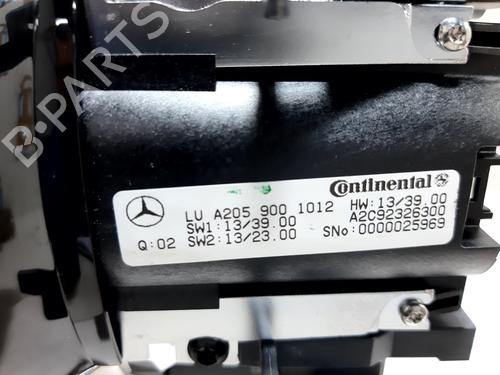 B-PARTS
Continental
LU A205 900 1012 HW:13/39.00
SW1:13/39.00 A2C92326300
Q:02 SW2:13/23.00 SNo:0000025969